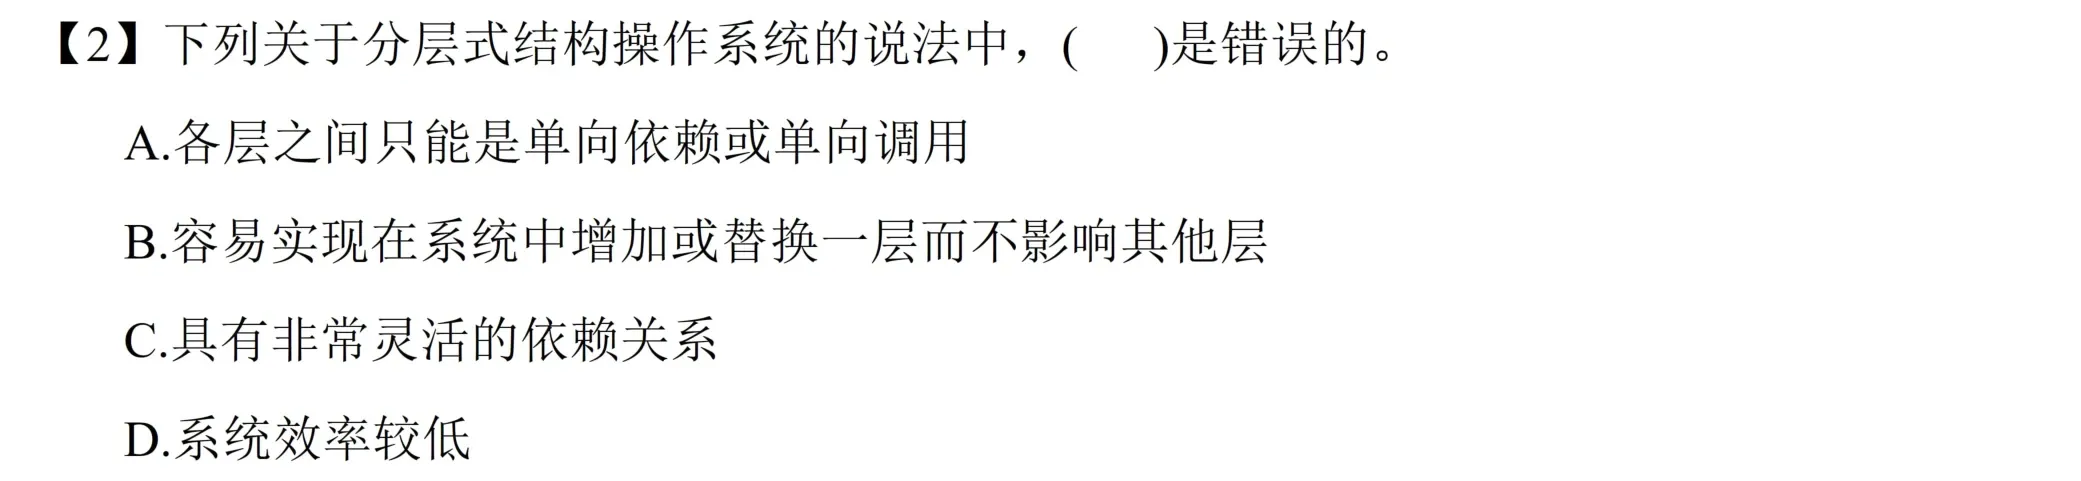 【2】下列关于分层式结构操作系统的说法中，(    )是错误的。
A.各层之间只能是单向依赖或单向调用
B.容易实现在系统中增加或替换一层而不影响其他层
C.具有非常灵活的依赖关系
D.系统效率较低